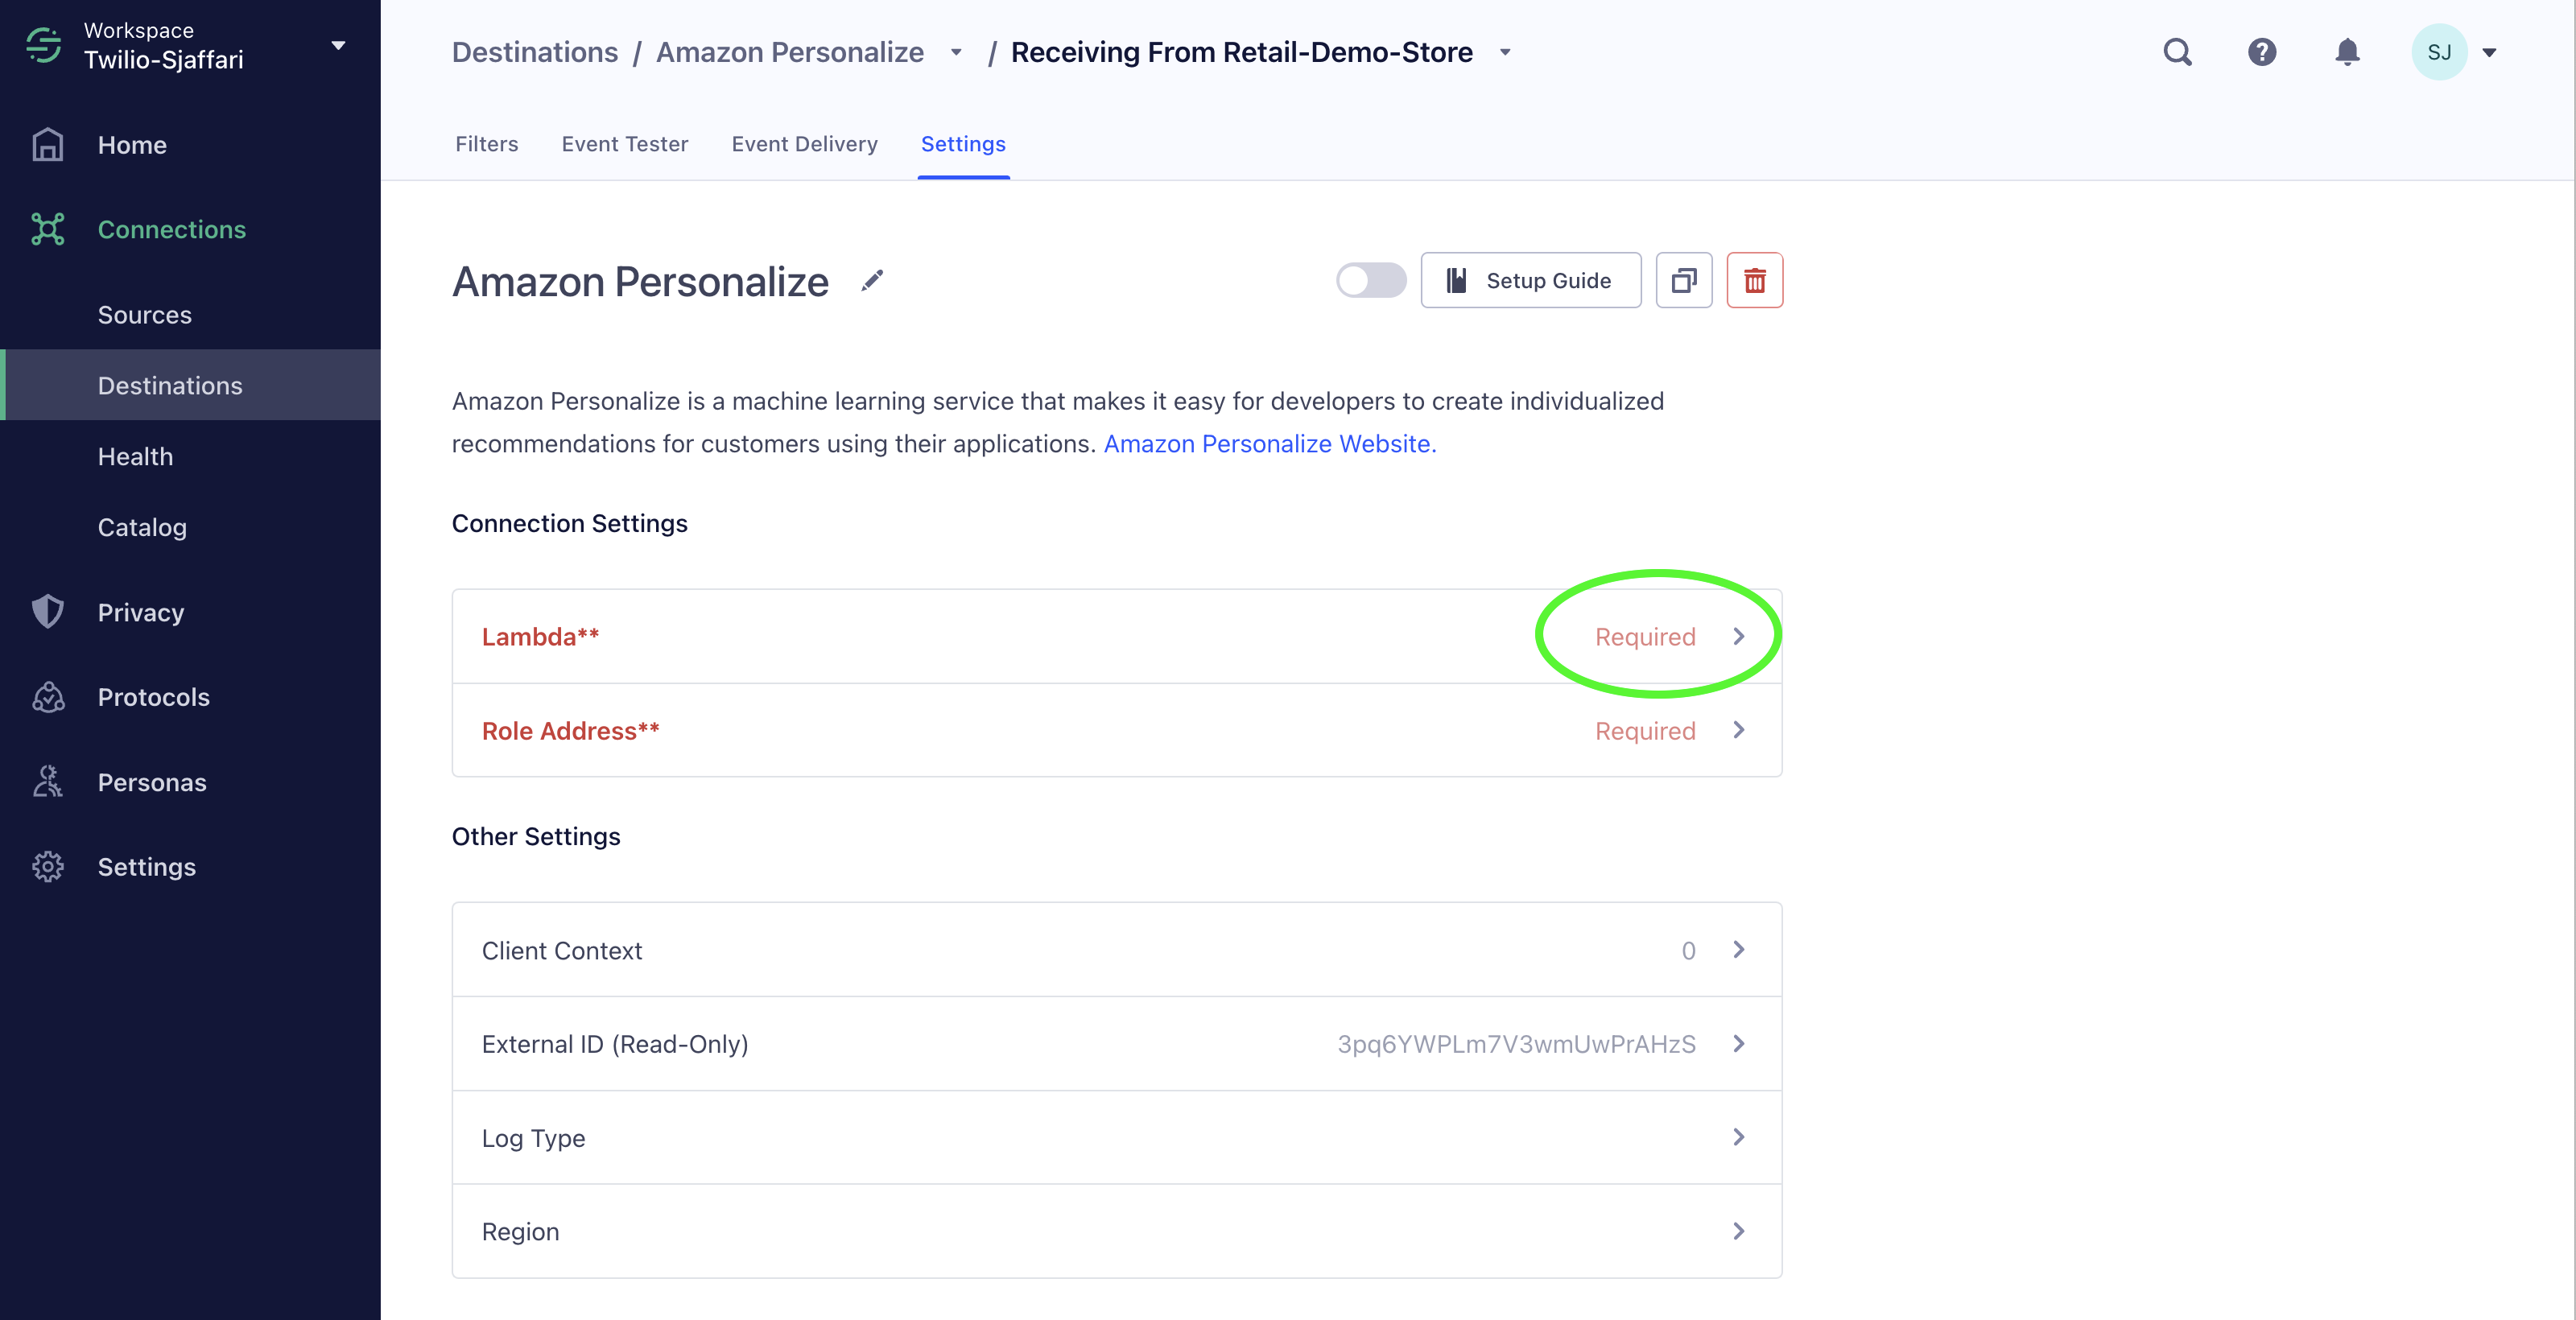 Workspace
Twilio-Sjaffari
Home
Connections
Sources
Destinations
Health
Catalog
Privacy
Protocols
Personas
Settings
Destinations / Amazon Personalize / Receiving From Retail-Demo-Store
SJ
Filters Event Tester Event Delivery Settings
Amazon Personalize
Setup Guide
Amazon Personalize is a machine learning service that makes it easy for developers to create individualized
recommendations for customers using their applications. Amazon Personalize Website.
Connection Settings
Lambda** Required
Role Address** Required
Other Settings
Client Context 0
External ID (Read-Only) 3pq6YWPLm7V3wmUwPrAHzS
Log Type
Region